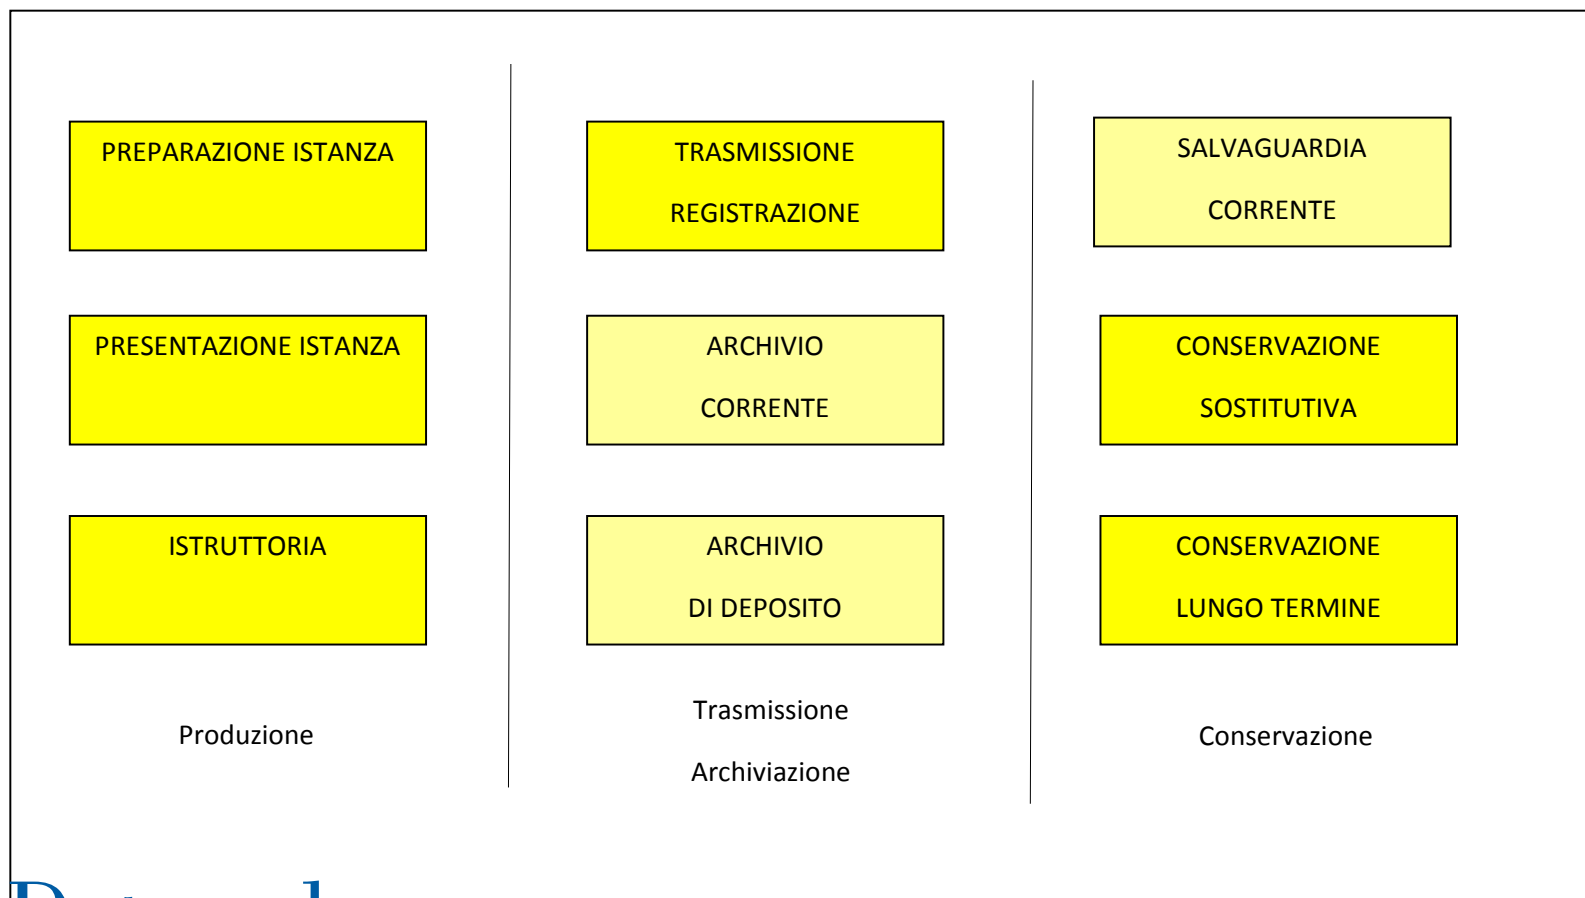 PREPARAZIONE ISTANZA
PRESENTAZIONE ISTANZA
ISTRUTTORIA
Produzione
TRASMISSIONE
REGISTRAZIONE
ARCHIVIO
CORRENTE
ARCHIVIO
DI DEPOSITO
Trasmissione
Archiviazione
SALVAGUARDIA
CORRENTE
CONSERVAZIONE
SOSTITUTIVA
CONSERVAZIONE
LUNGO TERMINE
Conservazione